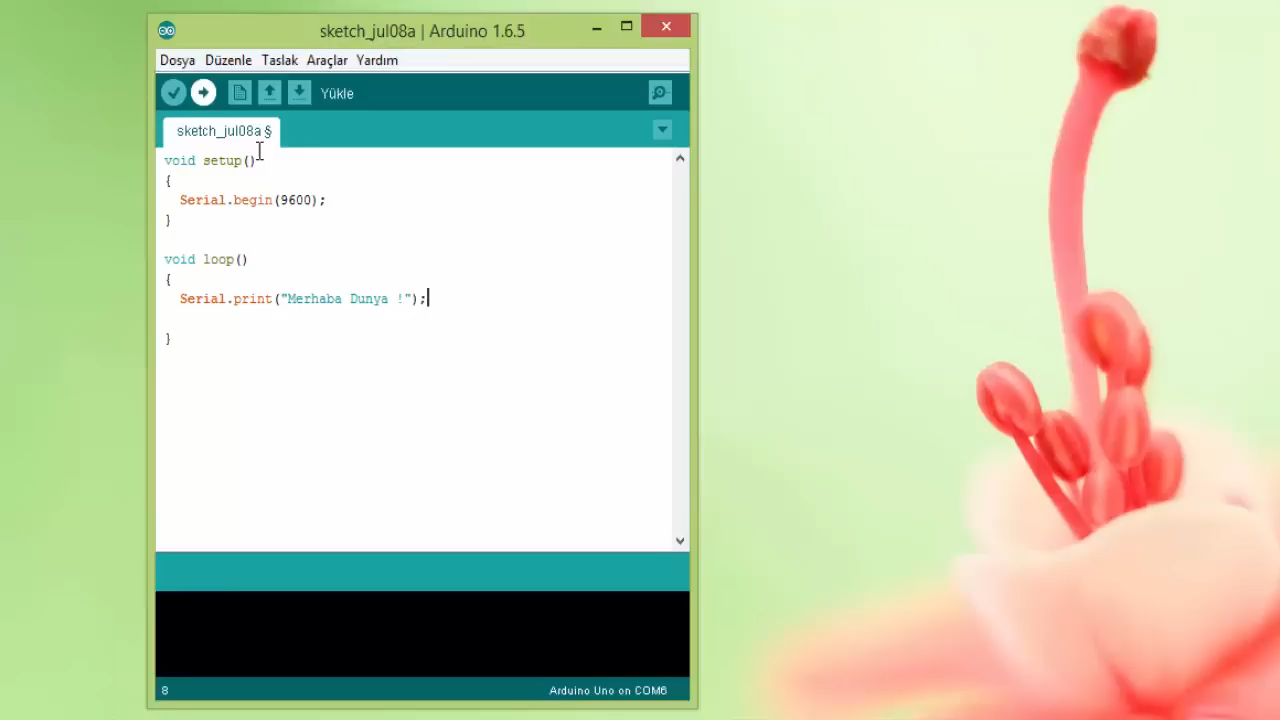 sketch_jul08a | Arduino 1.6.5
Dosya Düzenle Taslak Araçlar Yardım
Yükle
sketch_jul08a §
void setup()
{
  Serial.begin(9600);
}
void loop()
{
  Serial.print("Merhaba Dunya !");
}
8 Arduino Uno on COM6